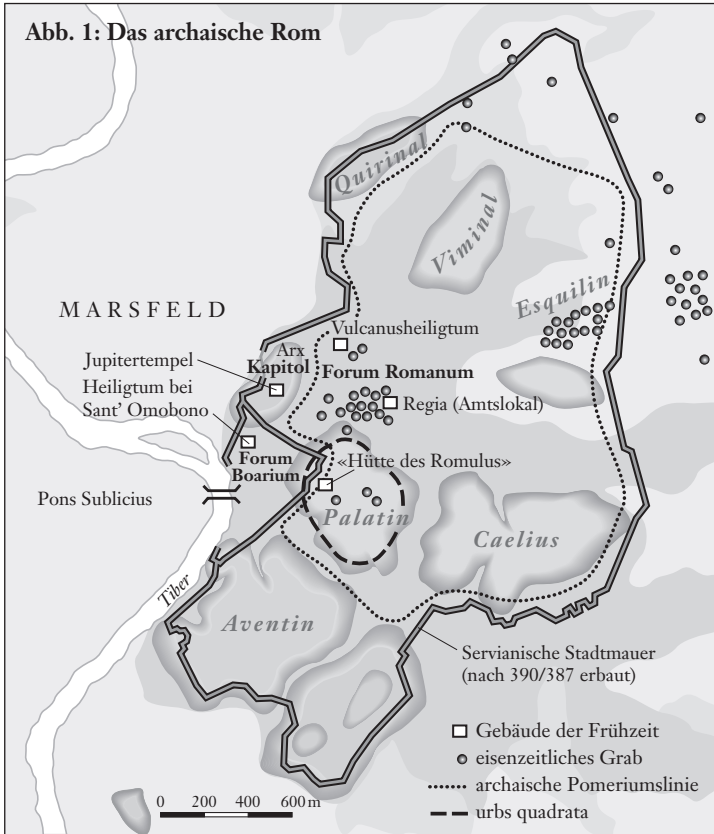 Abb. 1: Das archaische Rom
Quirinal
Viminal
Esquilin
MARSFELD
Vulcanusheiligtum
Arx
Kapitol
Jupitertempel
Forum Romanum
Heiligtum bei
Sant’ Omobono
Regia (Amtslokal)
Forum
Boarium
«Hütte des Romulus»
Pons Sublicius
Palatin
Caelius
Tiber
Aventin
Servianische Stadtmauer
(nach 390/387 erbaut)
Gebäude der Frühzeit
eisenzeitliches Grab
archaische Pomeriumslinie
urbs quadrata
0 200 400 600 m